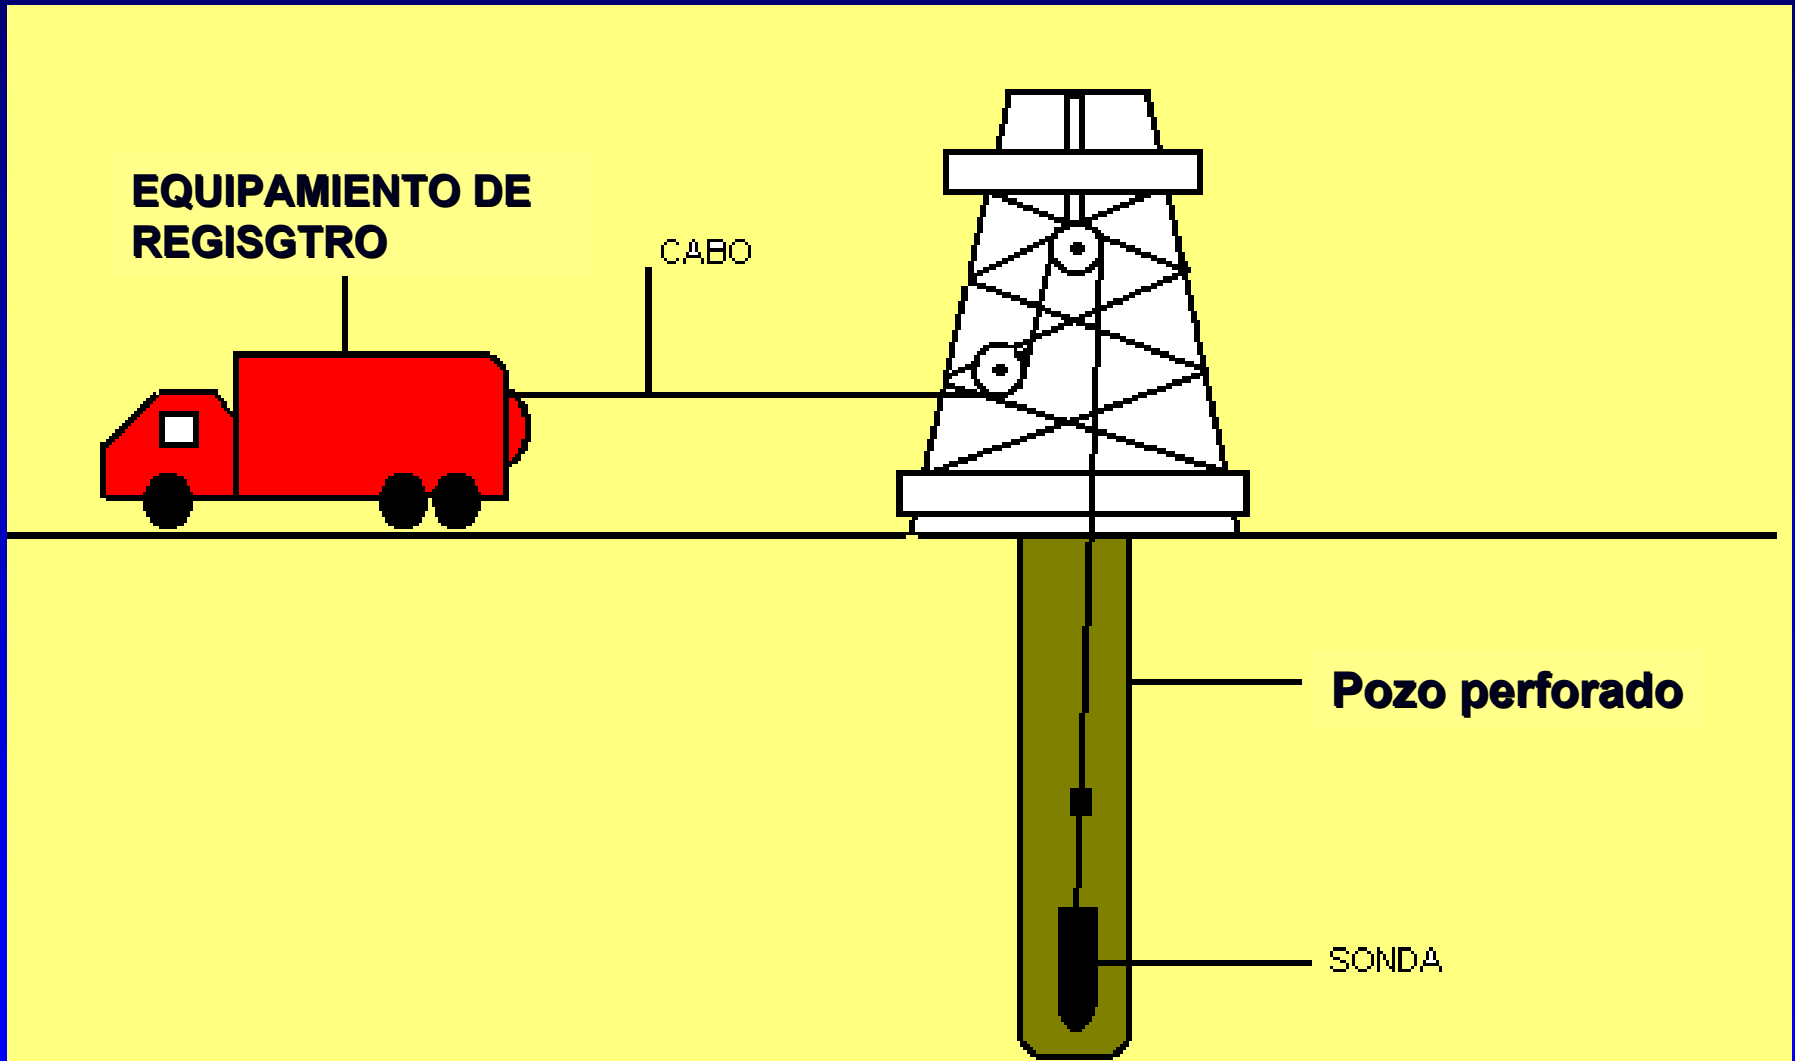 EQUIPAMIENTO DE
REGISGTRO
CABO
Pozo perforado
SONDA